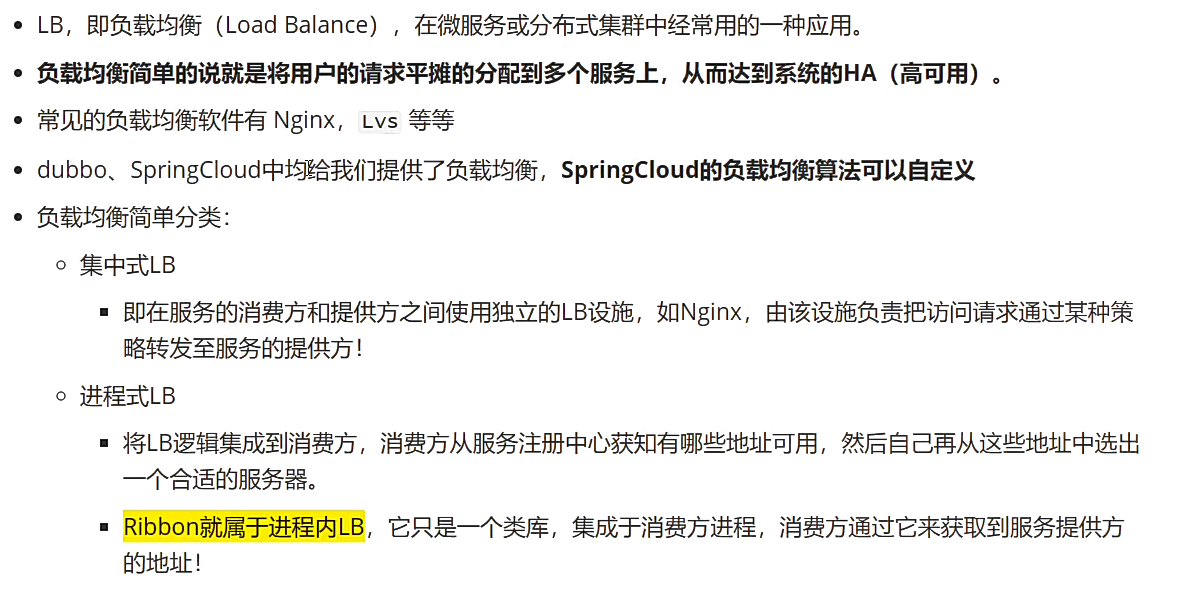 LB，即负载均衡（Load Balance），在微服务或分布式集群中经常用的一种应用。
负载均衡简单的说就是将用户的请求平摊的分配到多个服务上，从而达到系统的HA（高可用）。
常见的负载均衡软件有 Nginx，Lvs 等等
dubbo、SpringCloud中均给我们提供了负载均衡，SpringCloud的负载均衡算法可以自定义
负载均衡简单分类：
集中式LB
即在服务的消费方和提供方之间使用独立的LB设施，如Nginx，由该设施负责把访问请求通过某种策
略转发至服务的提供方！
进程式LB
将LB逻辑集成到消费方，消费方从服务注册中心获知有哪些地址可用，然后自己再从这些地址中选出
一个合适的服务器。
Ribbon就属于进程内LB，它只是一个类库，集成于消费方进程，消费方通过它来获取到服务提供方
的地址！